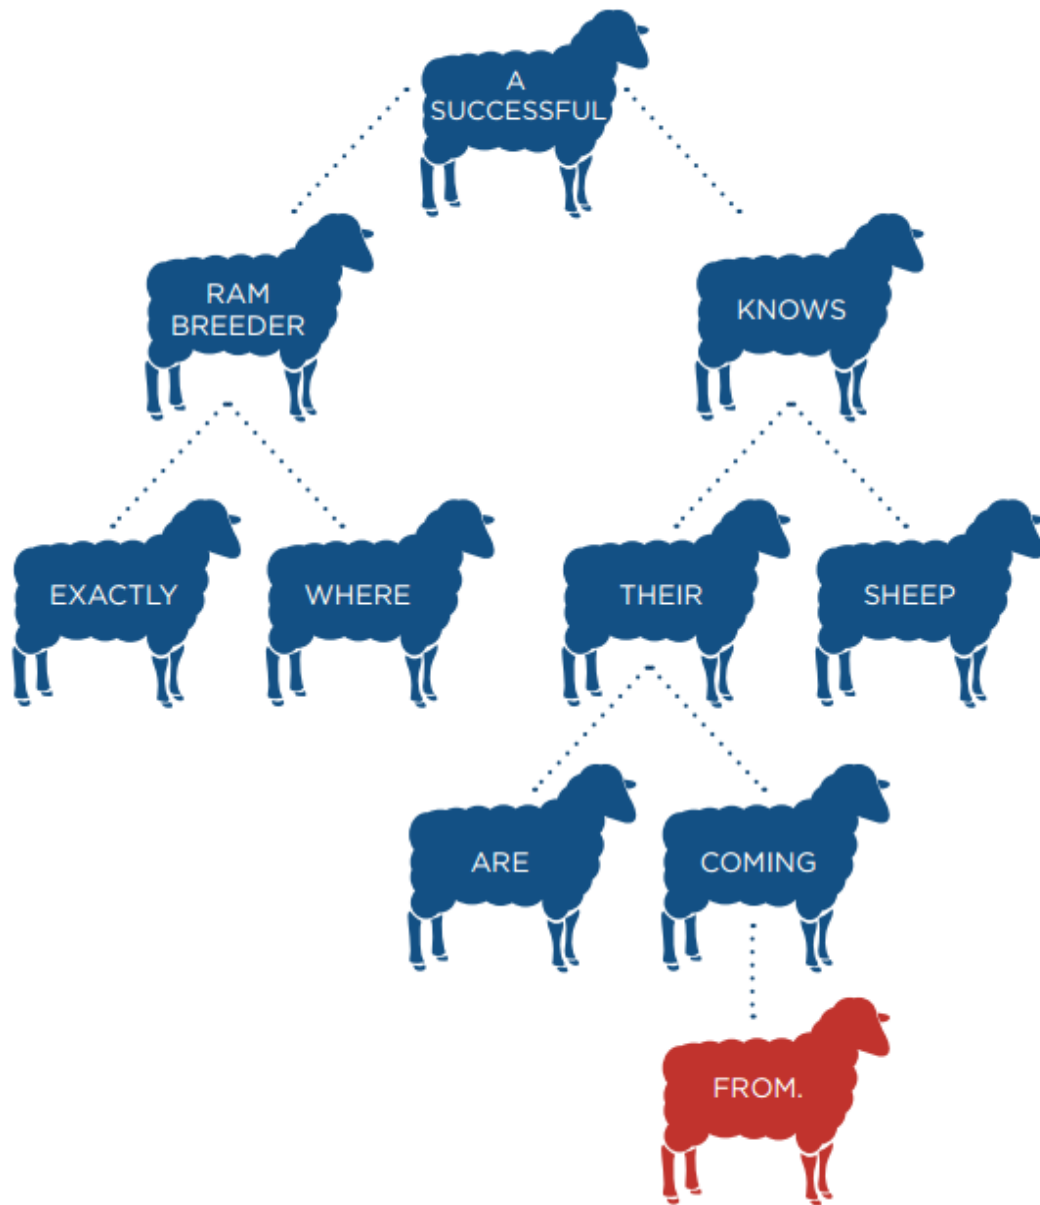 A
SUCCESSFUL
RAM
BREEDER
KNOWS
EXACTLY
WHERE
THEIR
SHEEP
ARE
COMING
FROM.